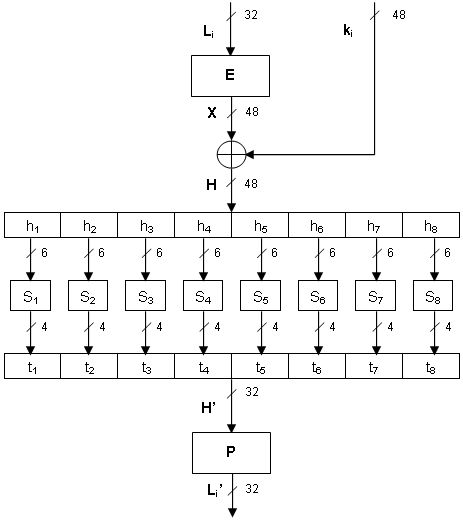 32
Lᵢ
kᵢ
48
E
X
48
H
48
h₁ h₂ h₃ h₄ h₅ h₆ h₇ h₈
6 6 6 6 6 6 6 6
S₁ S₂ S₃ S₄ S₅ S₆ S₇ S₈
4 4 4 4 4 4 4 4
t₁ t₂ t₃ t₄ t₅ t₆ t₇ t₈
H’
32
P
Lᵢ’
32